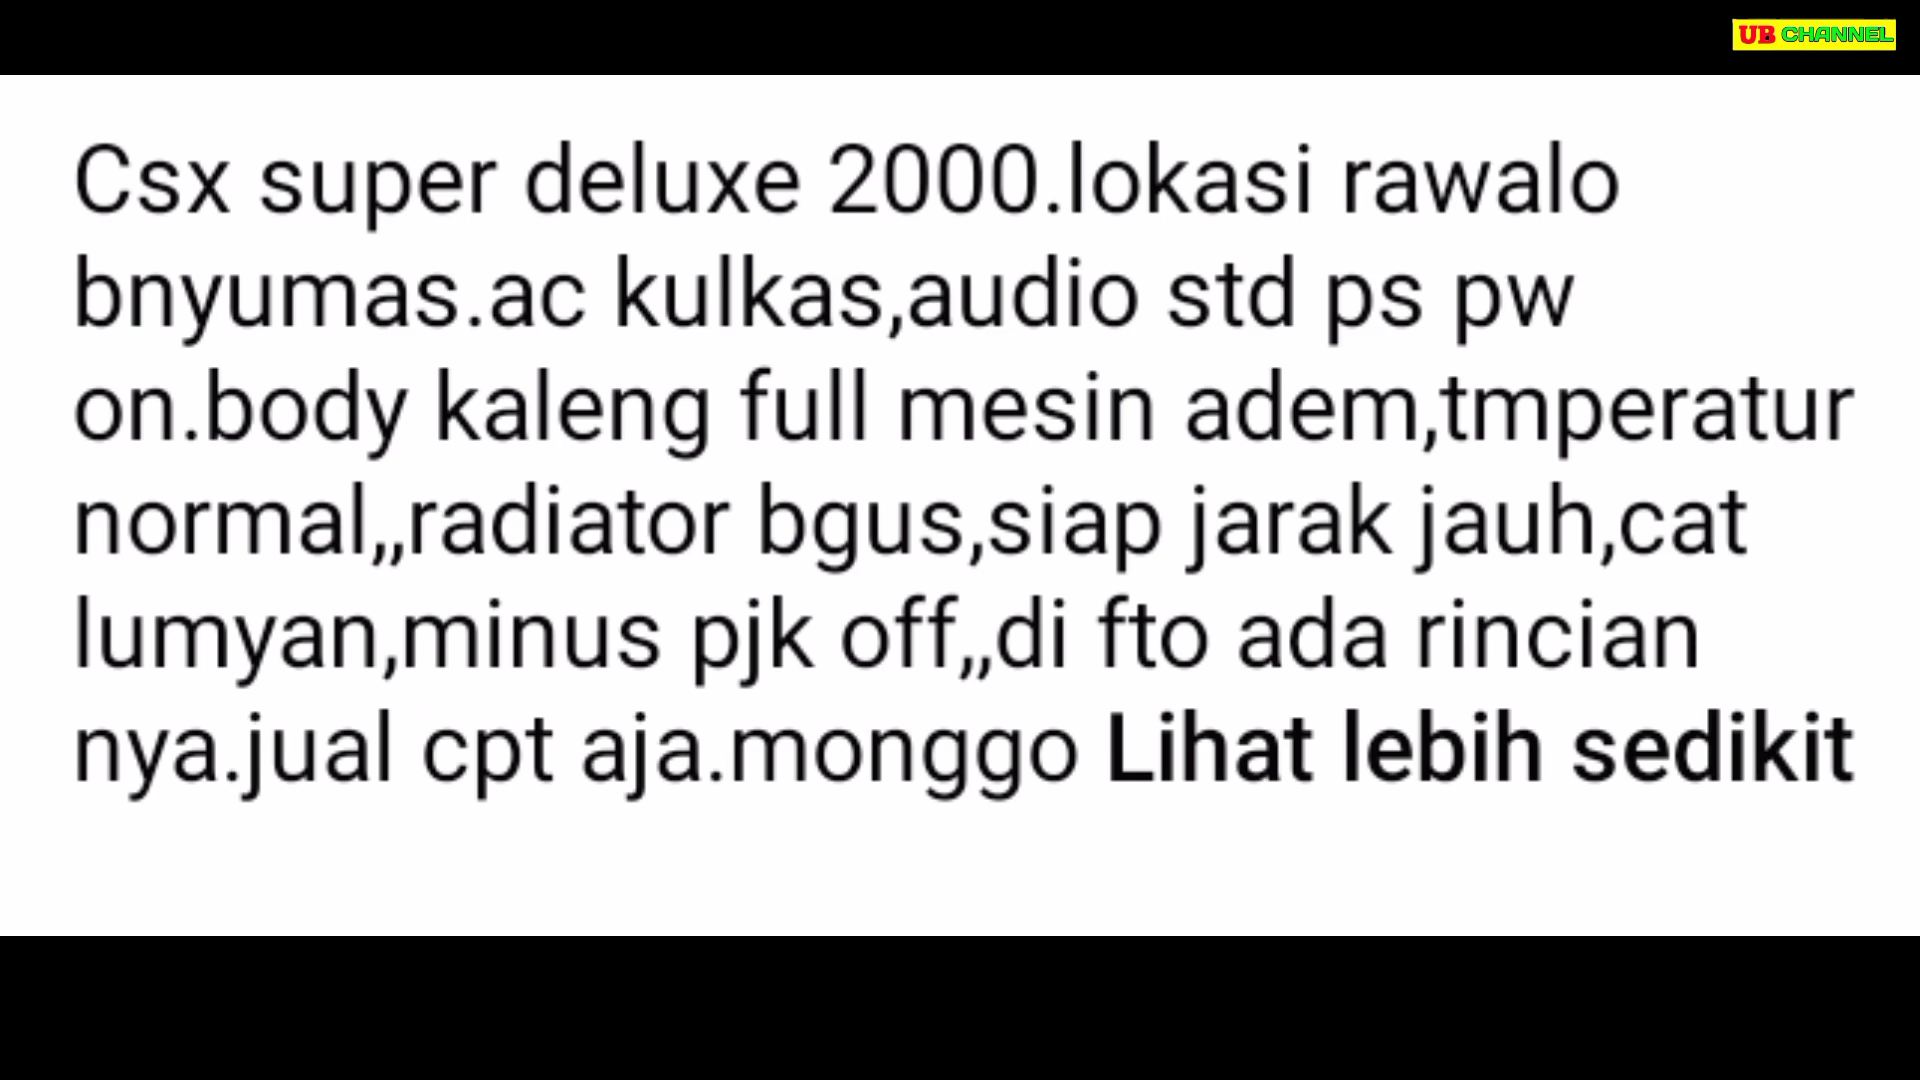 UB CHANNEL
Csx super deluxe 2000.lokasi rawalo
bnyumas.ac kulkas,audio std ps pw
on.body kaleng full mesin adem,tmperatur
normal,,,radiator bgus,siap jarak jauh,cat
lumyan,minus pjk off,,,di fto ada rincian
nya.jual cpt aja.monggo Lihat lebih sedikit